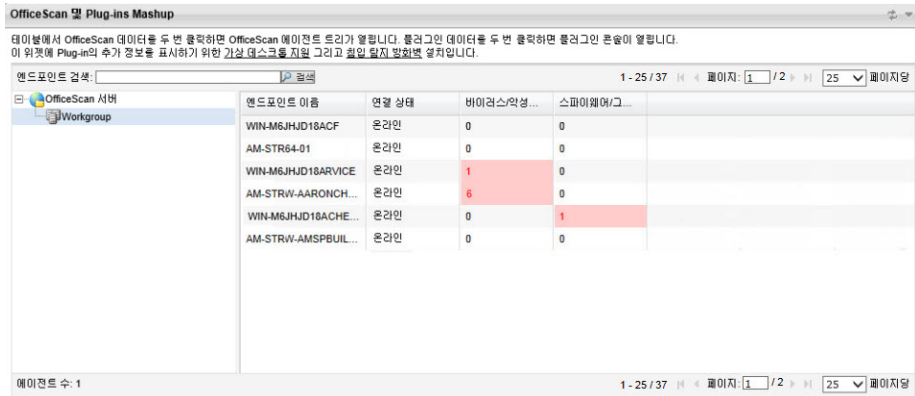 OfficeScan 및 Plug-ins Mashup
테이블에서 OfficeScan 데이터를 두 번 클릭하면 OfficeScan 에이전트 트리가 열립니다. 플러그인 데이터를 두 번 클릭하면 플러그인 콘솔이 열립니다.
이 위젯에 Plug-in의 추가 정보를 표시하기 위한 가상 데스크톱 지원 그리고 침입 탐지 방화벽 설치입니다.
엔드포인트 검색: 검색 1 - 25 / 37 페이지: 1 / 2 25 페이지당
OfficeScan 서버
Workgroup
엔드포인트 이름 연결 상태 바이러스/악성... 스파이웨어/그...
WIN-M6JHJD18ACF 온라인 0 0
AM-STR64-01 온라인 0 0
WIN-M6JHJD18ARVICE 온라인 1 0
AM-STRW-AARONCH... 온라인 6 0
WIN-M6JHJD18ACHE... 온라인 0 1
AM-STRW-AMSPBUIL... 온라인 0 0
에이전트 수: 1 1 - 25 / 37 페이지: 1 / 2 25 페이지당